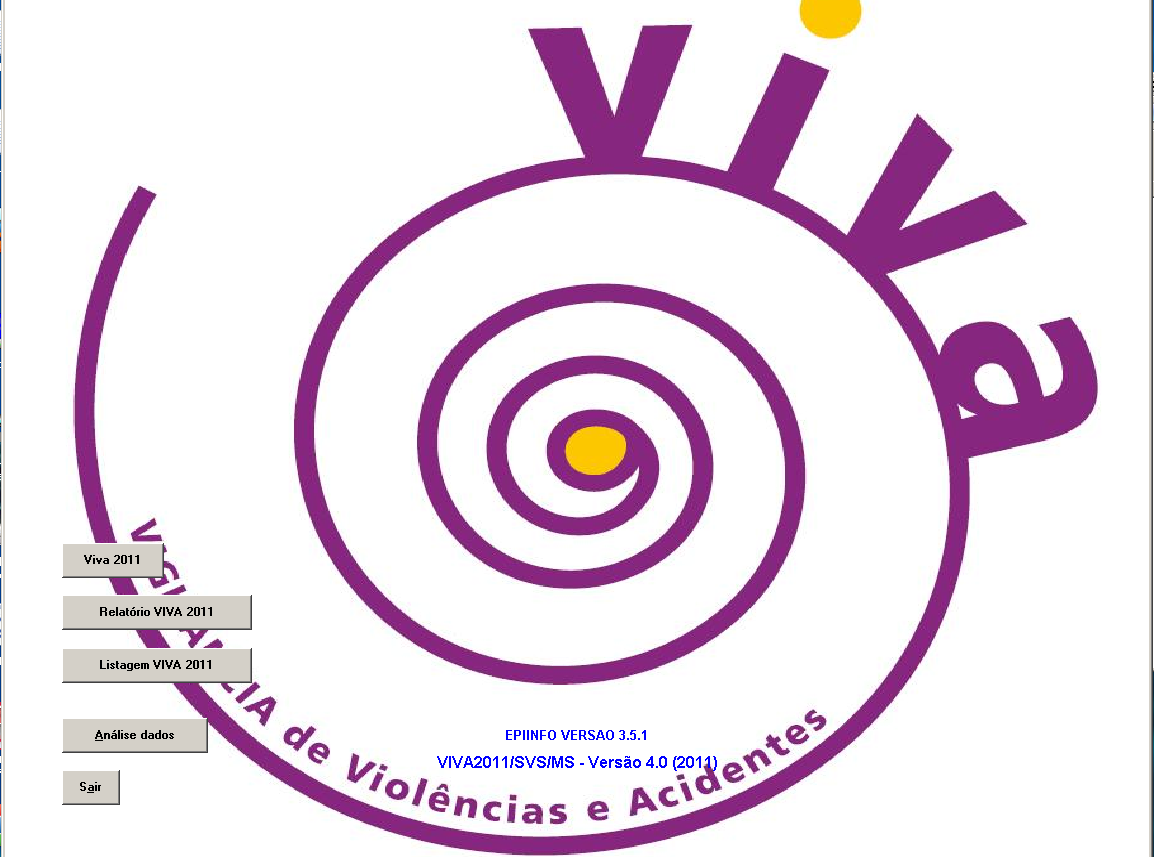 viva
Viva 2011
Relatório VIVA 2011
Listagem VIVA 2011
Análise dados
Sair
EPIINFO VERSAO 3.5.1
VIVA2011/SVS/MS - Versão 4.0 (2011)
VIGILÂNCIA de Violências e Acidentes